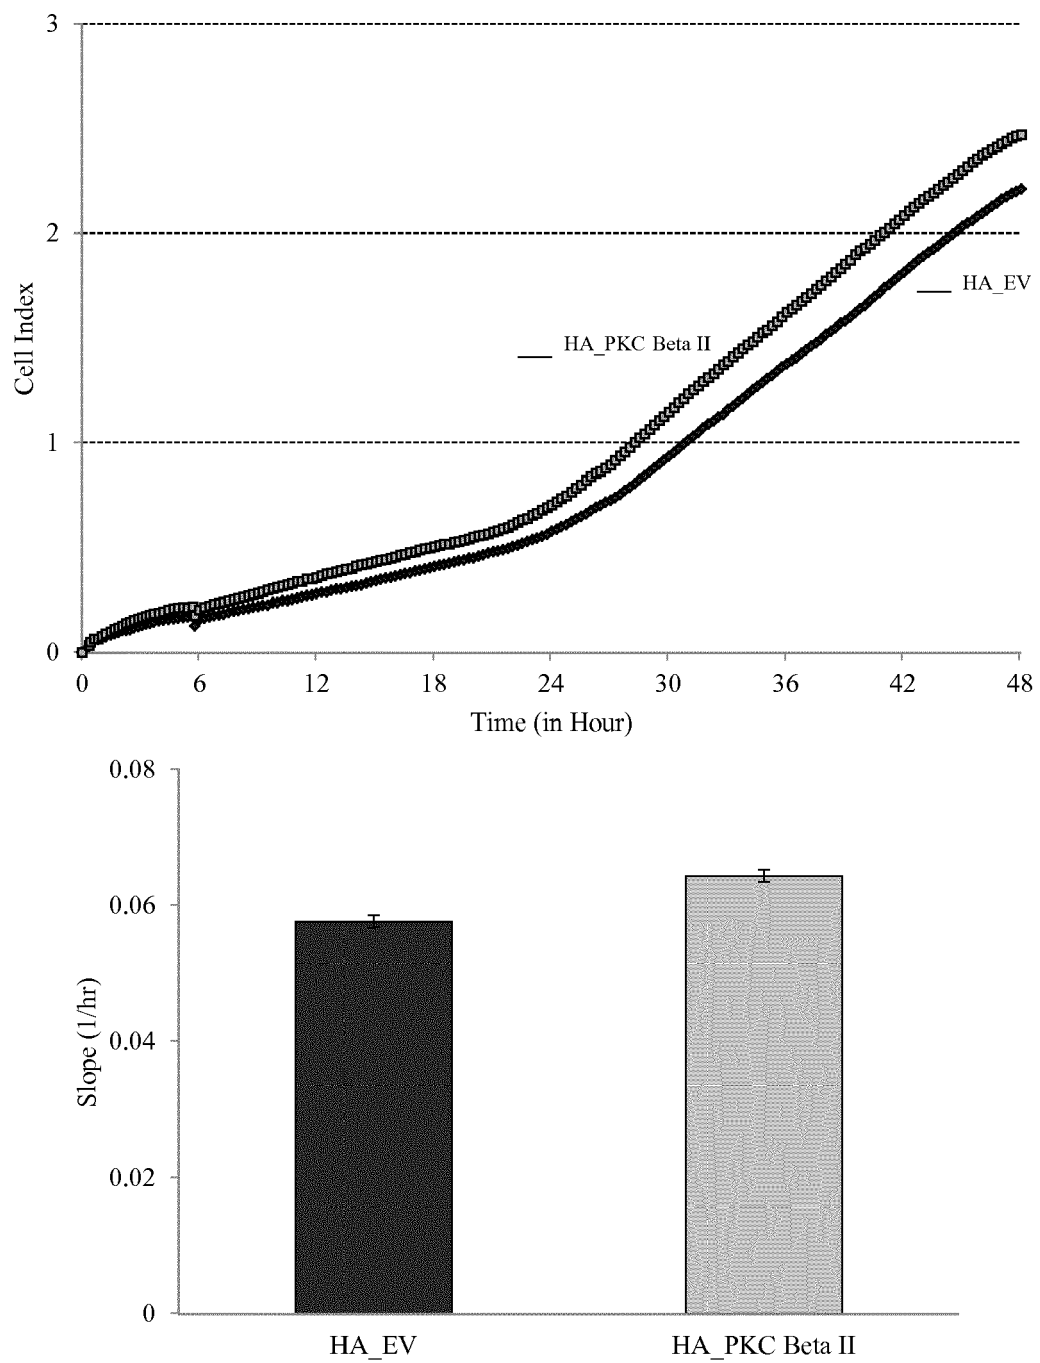 3
2
1
0
Cell Index
HA_EV
HA_PKC Beta II
0 6 12 18 24 30 36 42 48
Time (in Hour)
0.08
0.06
0.04
0.02
0
Slope (1/hr)
HA_EV HA_PKC Beta II